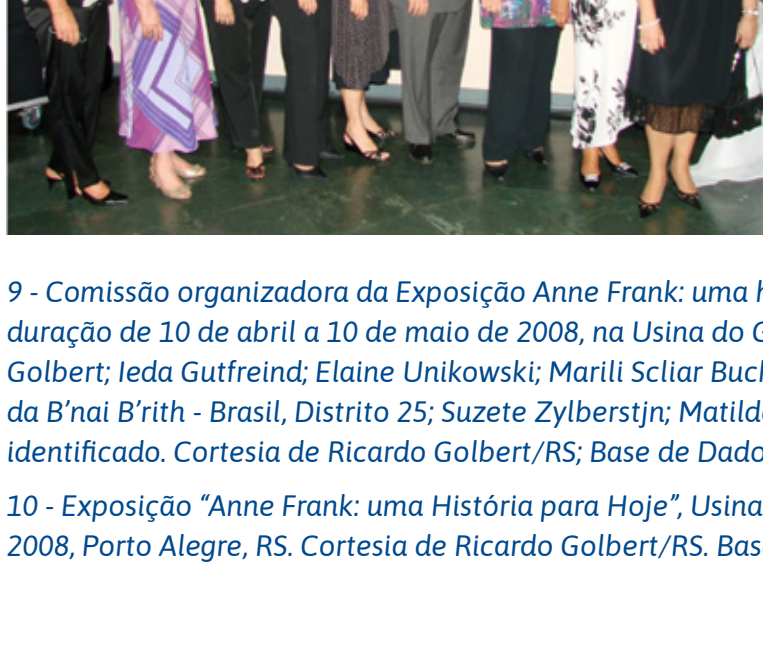 9 - Comissão organizadora da Exposição Anne Frank: uma
duração de 10 de abril a 10 de maio de 2008, na Usina do
Golbert; Ieda Gutfreind; Elaine Unikowski; Marili Scliar
da B’nai B’rith - Brasil, Distrito 25; Suzete Zylberstjn;
identificado. Cortesia de Ricardo Golbert/RS; Base de
10 - Exposição “Anne Frank: uma História para Hoje”, Usina
2008, Porto Alegre, RS. Cortesia de Ricardo Golbert/RS.